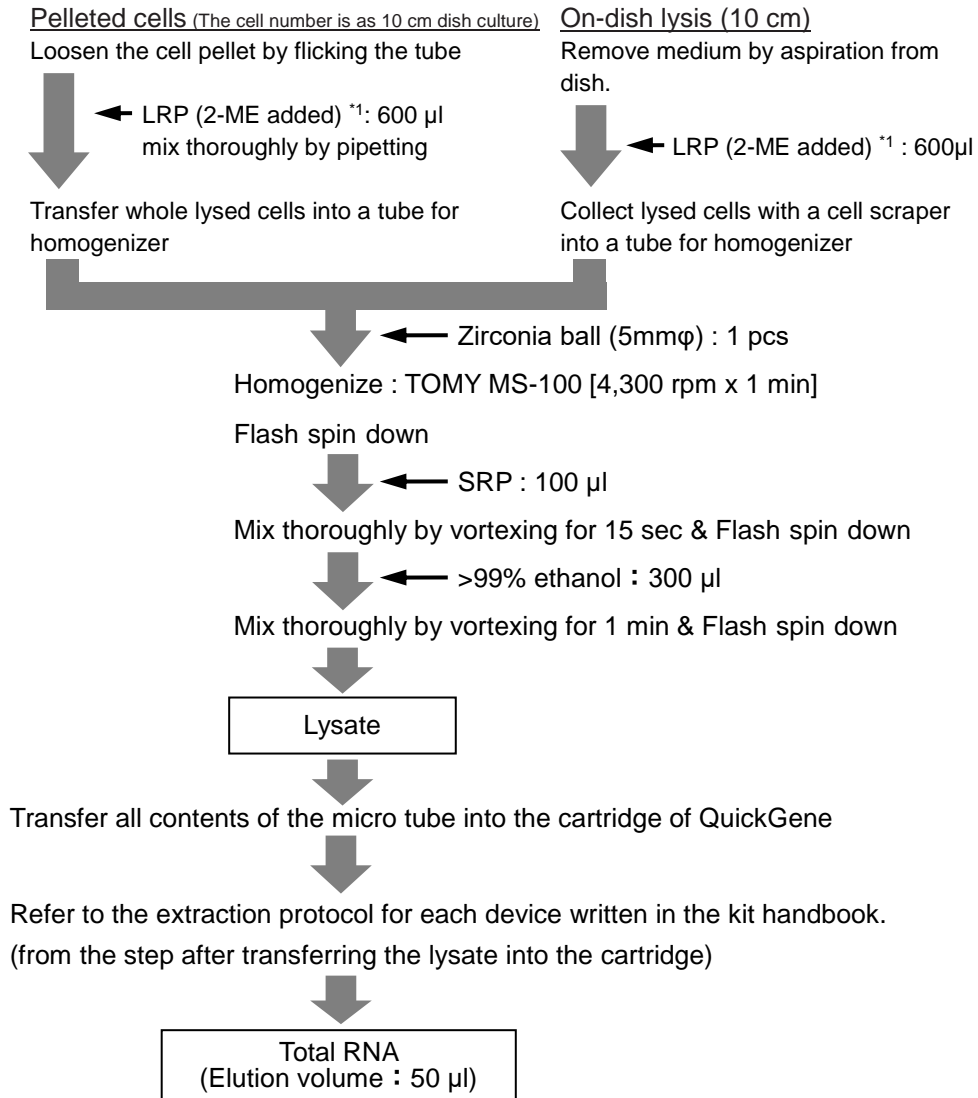 Pelleted cells (The cell number is as 10 cm dish culture)
Loosen the cell pellet by flicking the tube
LRP (2-ME added) *1: 600 µl
mix thoroughly by pipetting
Transfer whole lysed cells into a tube for
homogenizer
On-dish lysis (10 cm)
Remove medium by aspiration from
dish.
LRP (2-ME added) *1 : 600µl
Collect lysed cells with a cell scraper
into a tube for homogenizer
Zirconia ball (5mmφ) : 1 pcs
Homogenize : TOMY MS-100 [4,300 rpm x 1 min]
Flash spin down
SRP : 100 µl
Mix thoroughly by vortexing for 15 sec & Flash spin down
>99% ethanol：300 µl
Mix thoroughly by vortexing for 1 min & Flash spin down
Lysate
Transfer all contents of the micro tube into the cartridge of QuickGene
Refer to the extraction protocol for each device written in the kit handbook.
(from the step after transferring the lysate into the cartridge)
Total RNA
(Elution volume：50 µl)